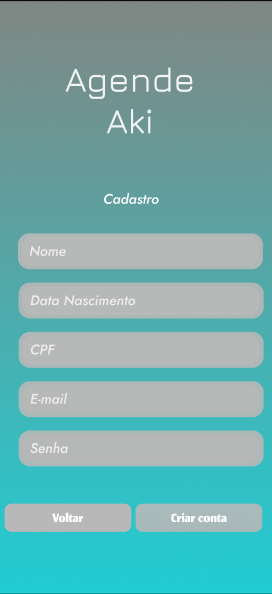 Agende
Aki
Cadastro
Nome
Data Nascimento
CPF
E-mail
Senha
Voltar
Criar conta